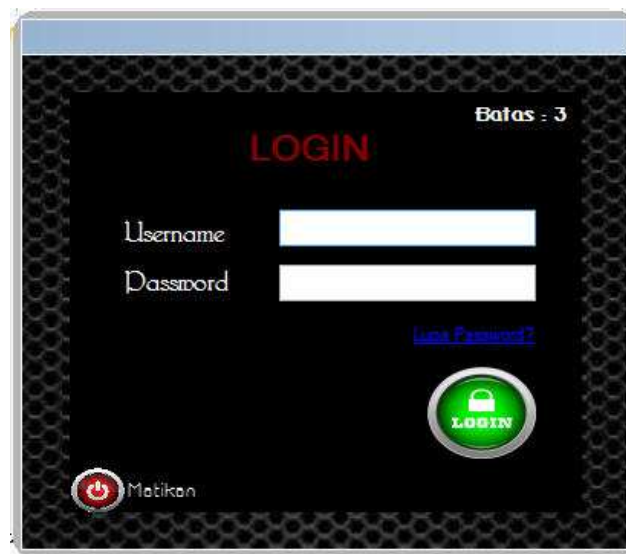 Batas : 3
LOGIN
Username
Password
Lupa Password?
LOGIN
Matikan